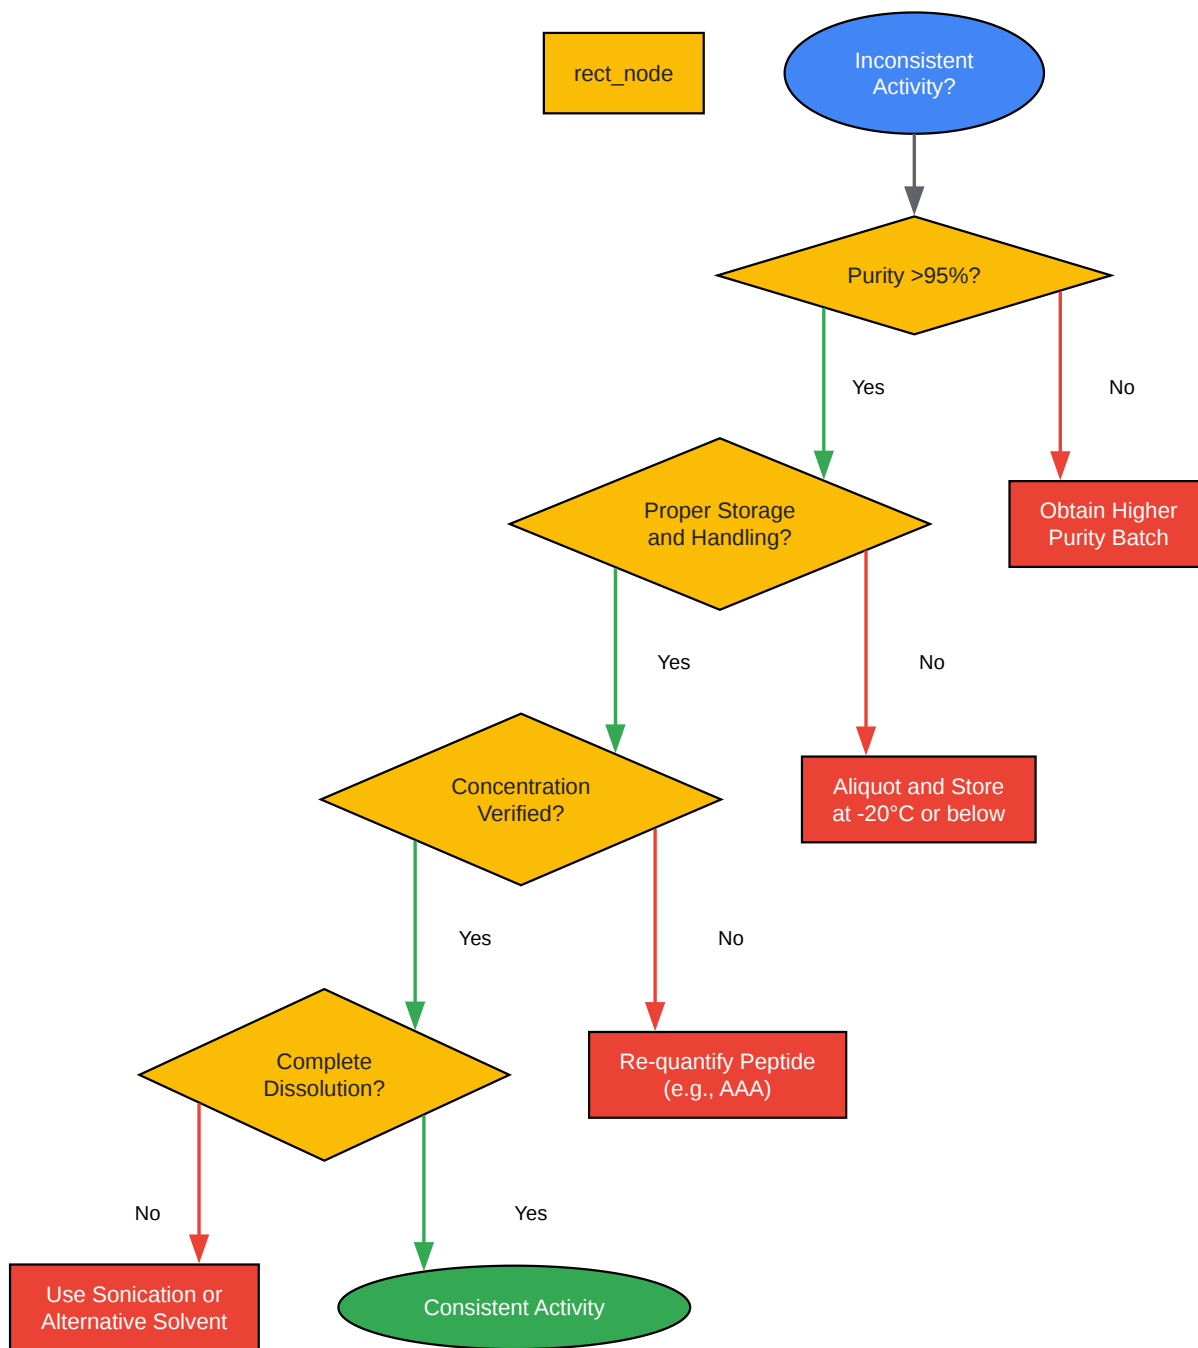 rect_node
Inconsistent
Activity?
Purity >95%?
Yes
No
Proper Storage
and Handling?
Obtain Higher
Purity Batch
Yes
No
Concentration
Verified?
Aliquot and Store
at -20°C or below
Yes
No
Complete
Dissolution?
Re-quantify Peptide
(e.g., AAA)
No
Yes
Use Sonication or
Alternative Solvent
Consistent Activity